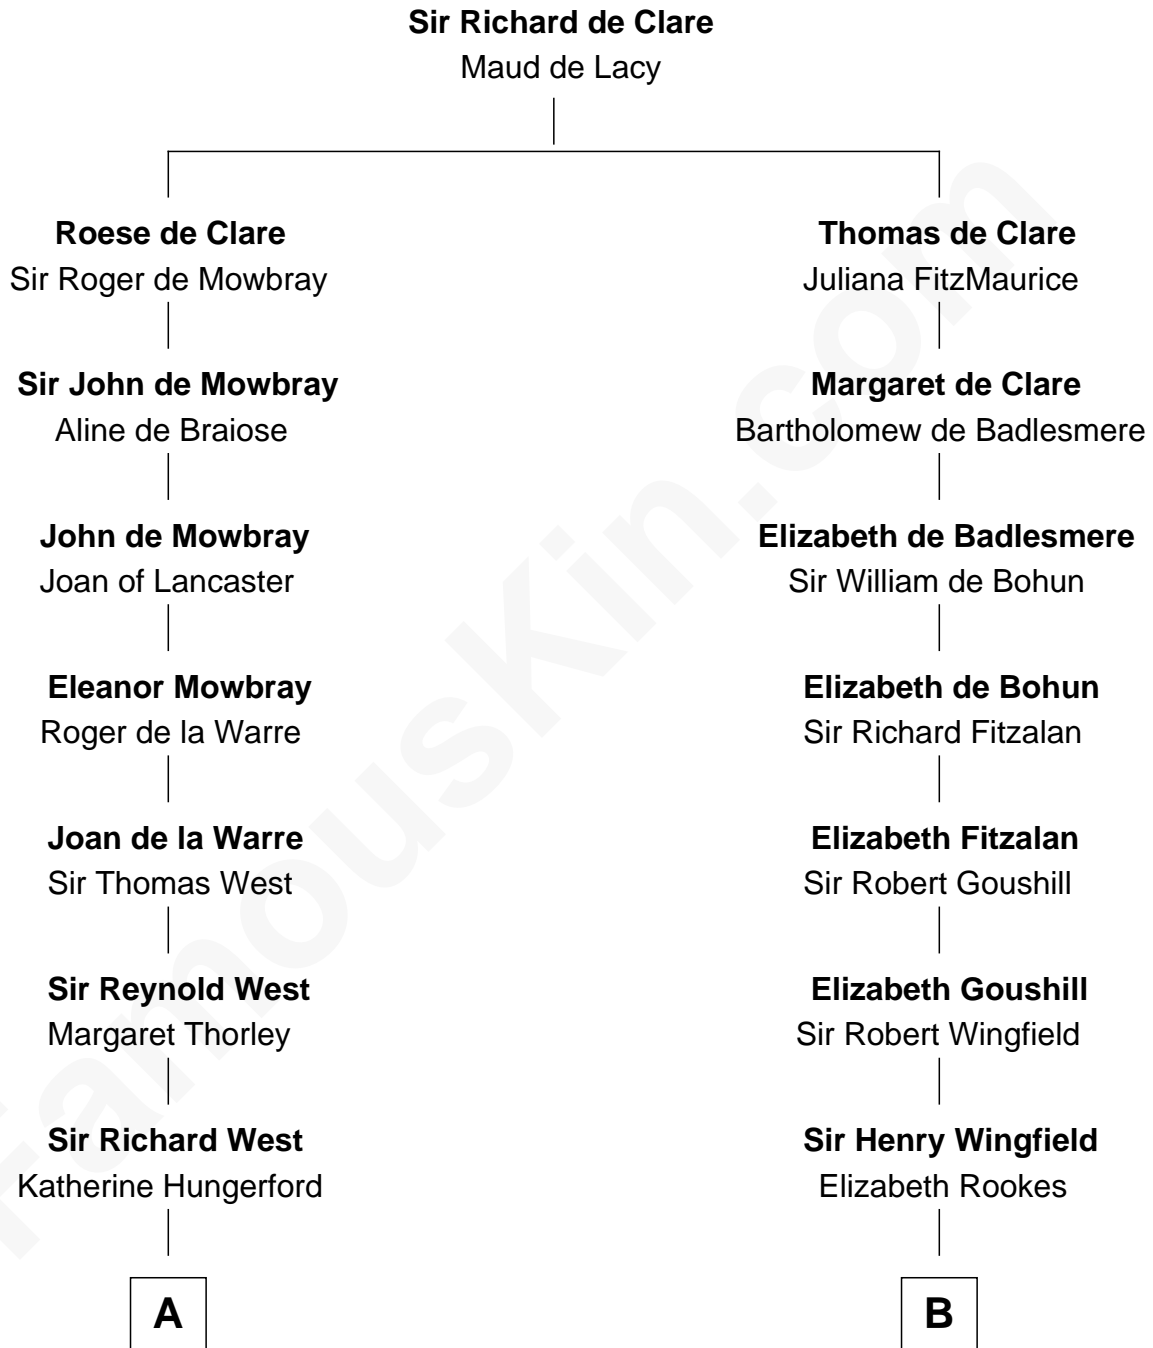 Sir Richard de Clare
Maud de Lacy
Roese de Clare
Sir Roger de Mowbray
Thomas de Clare
Juliana FitzMaurice
Sir John de Mowbray
Aline de Braiose
Margaret de Clare
Bartholomew de Badlesmere
John de Mowbray
Joan of Lancaster
Elizabeth de Badlesmere
Sir William de Bohun
Eleanor Mowbray
Roger de la Warre
Elizabeth de Bohun
Sir Richard Fitzalan
Joan de la Warre
Sir Thomas West
Elizabeth Fitzalan
Sir Robert Goushill
Sir Reynold West
Margaret Thorley
Elizabeth Goushill
Sir Robert Wingfield
Sir Richard West
Katherine Hungerford
Sir Henry Wingfield
Elizabeth Rookes
A
B
FamousKin.com